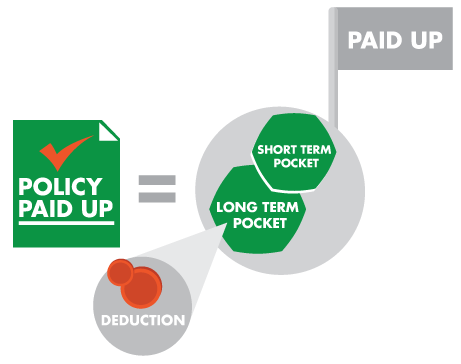 PAID UP
SHORT TERM
POCKET
POLICY
PAID UP
=
LONG TERM
POCKET
DEDUCTION